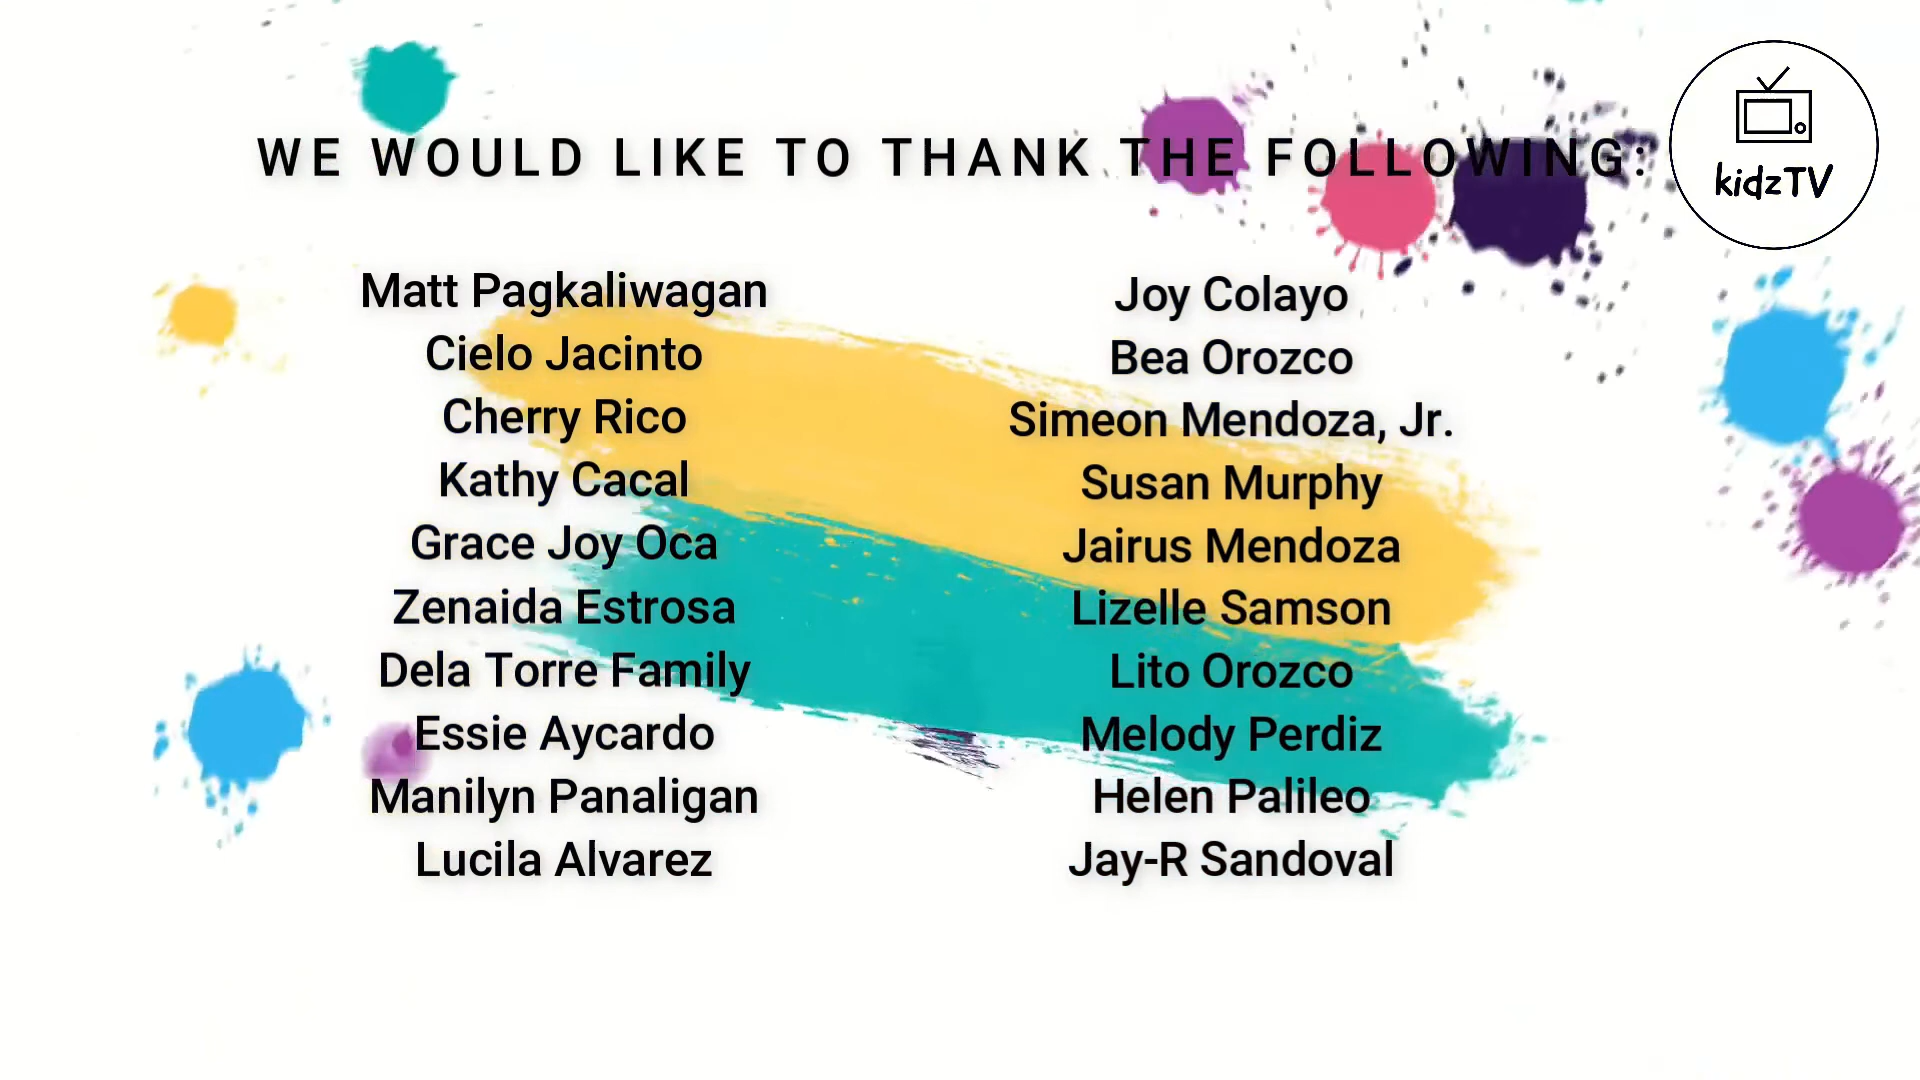 WE WOULD LIKE TO THANK THE FOLLOWING:
kidzTV
Matt Pagkaliwagan
Cielo Jacinto
Cherry Rico
Kathy Cacal
Grace Joy Oca
Zenaida Estrosa
Dela Torre Family
Essie Aycardo
Manilyn Panaligan
Lucila Alvarez
Joy Colayo
Bea Orozco
Simeon Mendoza, Jr.
Susan Murphy
Jairus Mendoza
Lizelle Samson
Lito Orozco
Melody Perdiz
Helen Palileo
Jay-R Sandoval